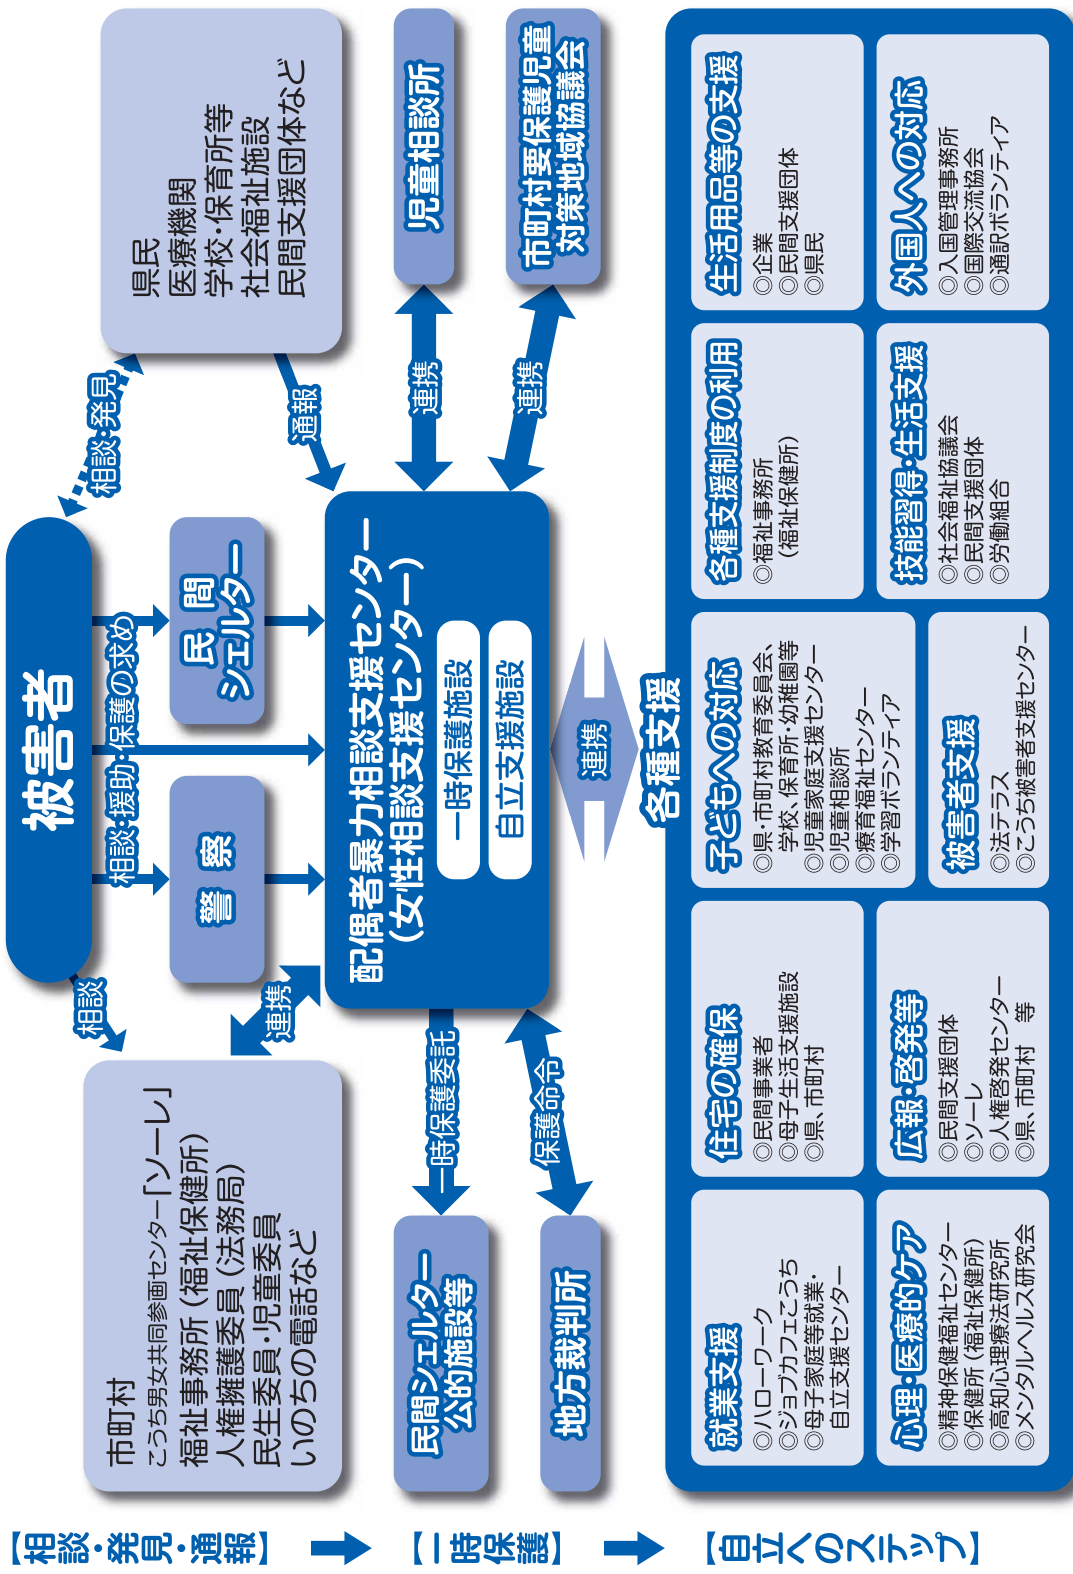 【相談・発見・通報】
【一時保護】
【自立へのステップ】
被害者
相談
相談・援助・保護の求め
相談・発見
市町村
こうち男女共同参画センター「ソーレ」
福祉事務所（福祉保健所）
人権擁護委員（法務局）
民生委員・児童委員
いのちの電話など
警察
民間
シェルター
県民
医療機関
学校・保育所等
社会福祉施設
民間支援団体など
連携
通報
配偶者暴力相談支援センター
（女性相談支援センター）
一時保護施設
自立支援施設
一時保護委託
民間シェルター
公的施設等
保護命令
地方裁判所
連携
児童相談所
連携
市町村要保護児童
対策地域協議会
連携
各種支援
就業支援
◎ハローワーク
◎ジョブカフェこうち
◎母子家庭等就業・
自立支援センター
住宅の確保
◎民間事業者
◎母子生活支援施設
◎県、市町村
子どもへの対応
◎県・市町村教育委員会、
学校、保育所・幼稚園等
◎児童家庭支援センター
◎児童相談所
◎療育福祉センター
◎学習ボランティア
各種支援制度の利用
◎福祉事務所
（福祉保健所）
生活用品等の支援
◎企業
◎民間支援団体
◎県民
心理・医療的ケア
◎精神保健福祉センター
◎保健所（福祉保健所）
◎高知心理療法研究所
◎メンタルヘルス研究会
広報・啓発等
◎民間支援団体
◎ソーレ
◎人権啓発センター
◎県、市町村　等
被害者支援
◎法テラス
◎こうち被害者支援センター
技能習得・生活支援
◎社会福祉協議会
◎民間支援団体
◎労働組合
外国人への対応
◎入国管理事務所
◎国際交流協会
◎通訳ボランティア